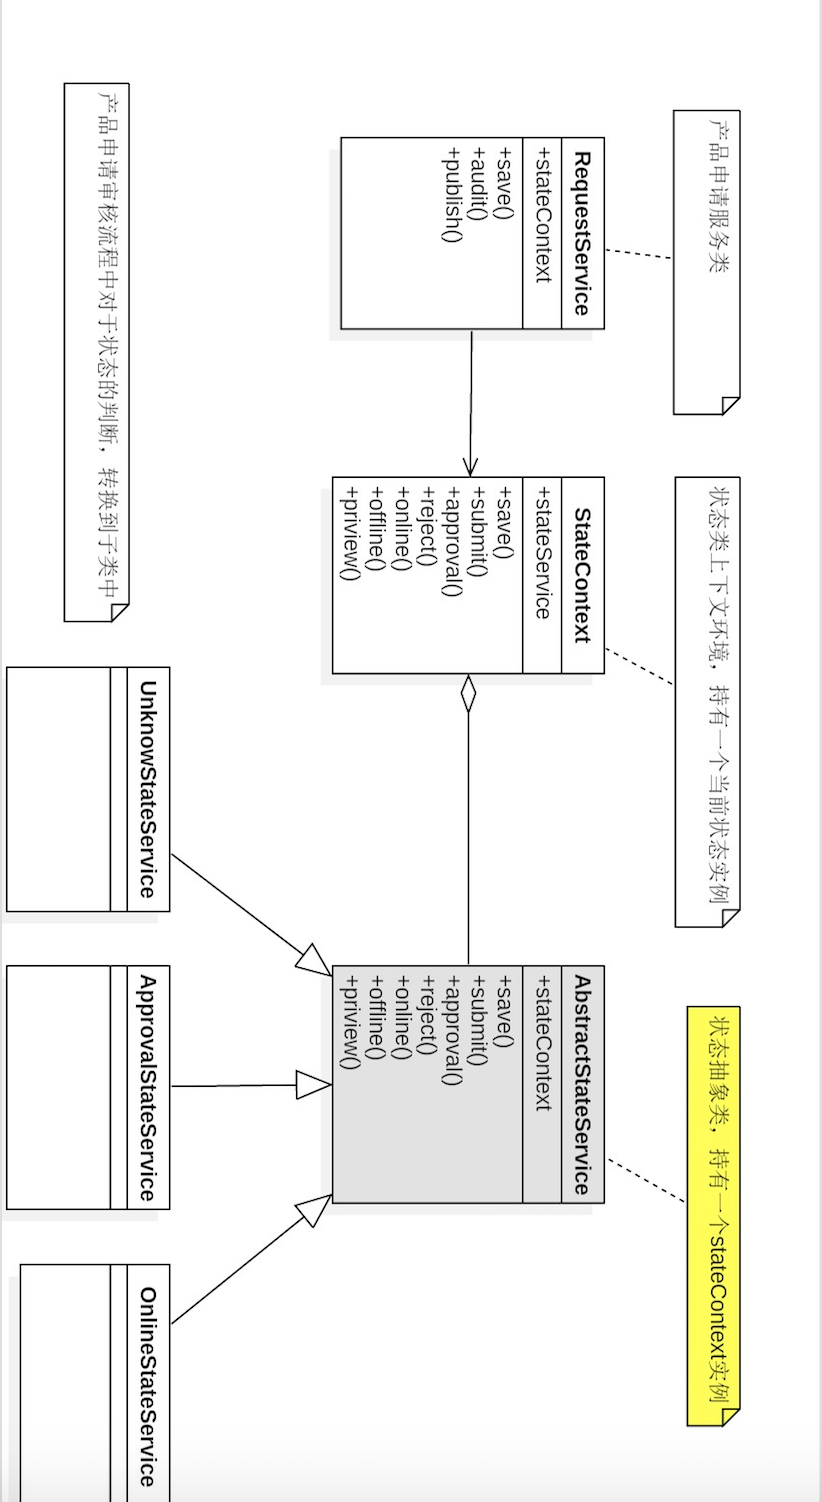 产品申请服务类
状态类上下文环境，持有一个当前状态实例
状态抽象类，持有一个stateContext实例
RequestService
+stateContext
+save()
+audit()
+publish()
StateContext
+stateService
+save()
+submit()
+approval()
+reject()
+online()
+offline()
+priview()
AbstractStateService
+stateContext
+save()
+submit()
+approval()
+reject()
+online()
+offline()
+priview()
产品申请审核流程中对于状态的判断，转换到子类中
UnknowStateService
ApprovalStateService
OnlineStateService